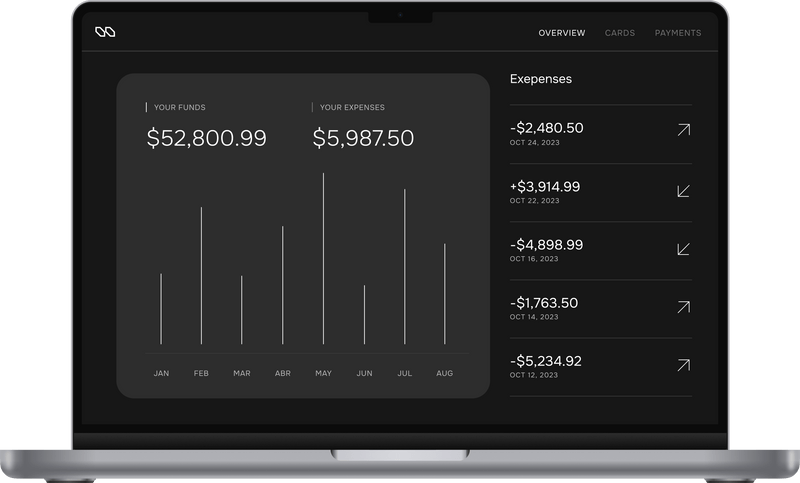 OVERVIEW CARDS PAYMENTS
YOUR FUNDS
$52,800.99
YOUR EXPENSES
$5,987.50
JAN FEB MAR ABR MAY JUN JUL AUG
Exepenses
-$2,480.50
OCT 24, 2023
+$3,914.99
OCT 22, 2023
-$4,898.99
OCT 16, 2023
-$1,763.50
OCT 14, 2023
-$5,234.92
OCT 12, 2023